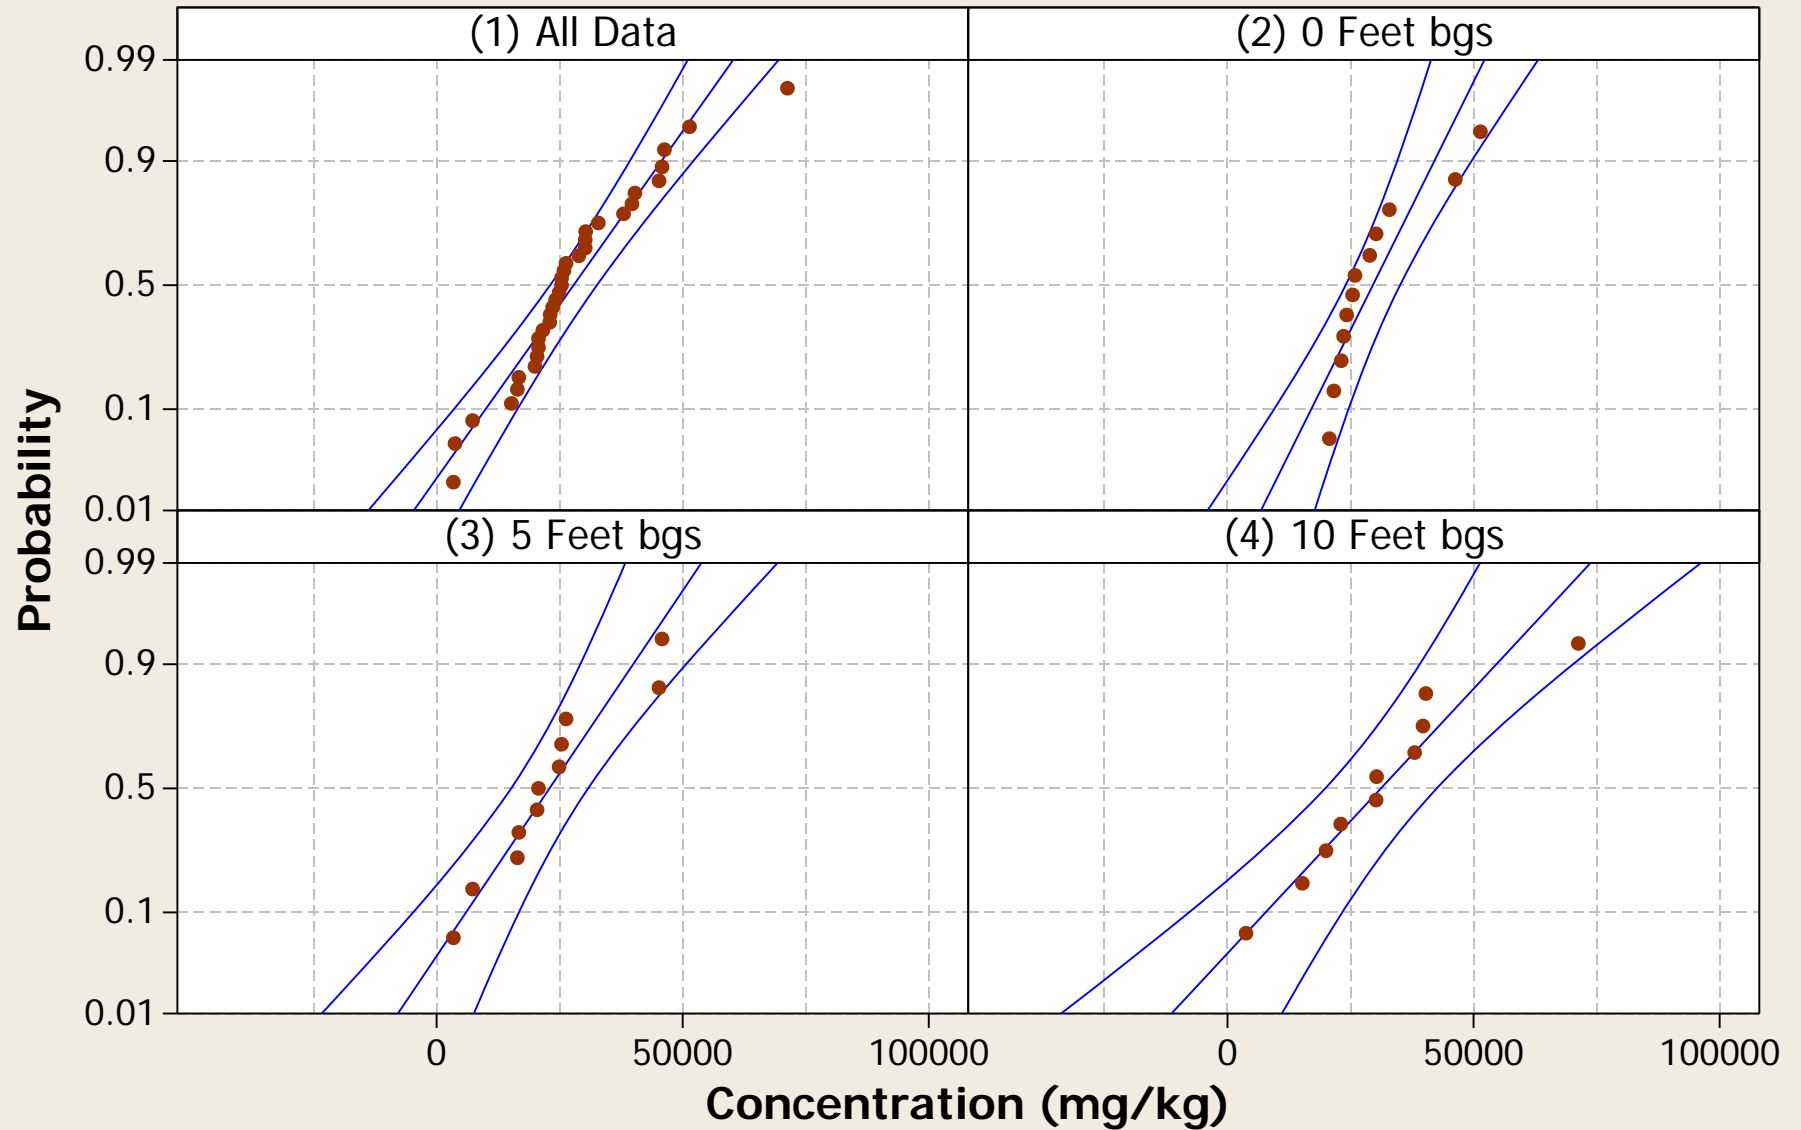 (1) All Data
(2) 0 Feet bgs
0.99
0.9
0.5
0.1
0.01
(3) 5 Feet bgs
(4) 10 Feet bgs
0.99
0.9
0.5
0.1
0.01
Probability
0
50000
100000
0
50000
100000
Concentration (mg/kg)